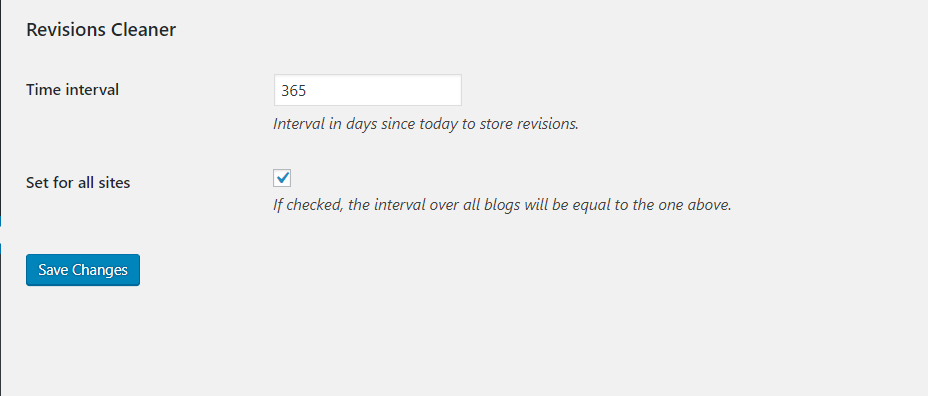 Revisions Cleaner
Time interval
365
Interval in days since today to store revisions.
Set for all sites
If checked, the interval over all blogs will be equal to the one above.
Save Changes